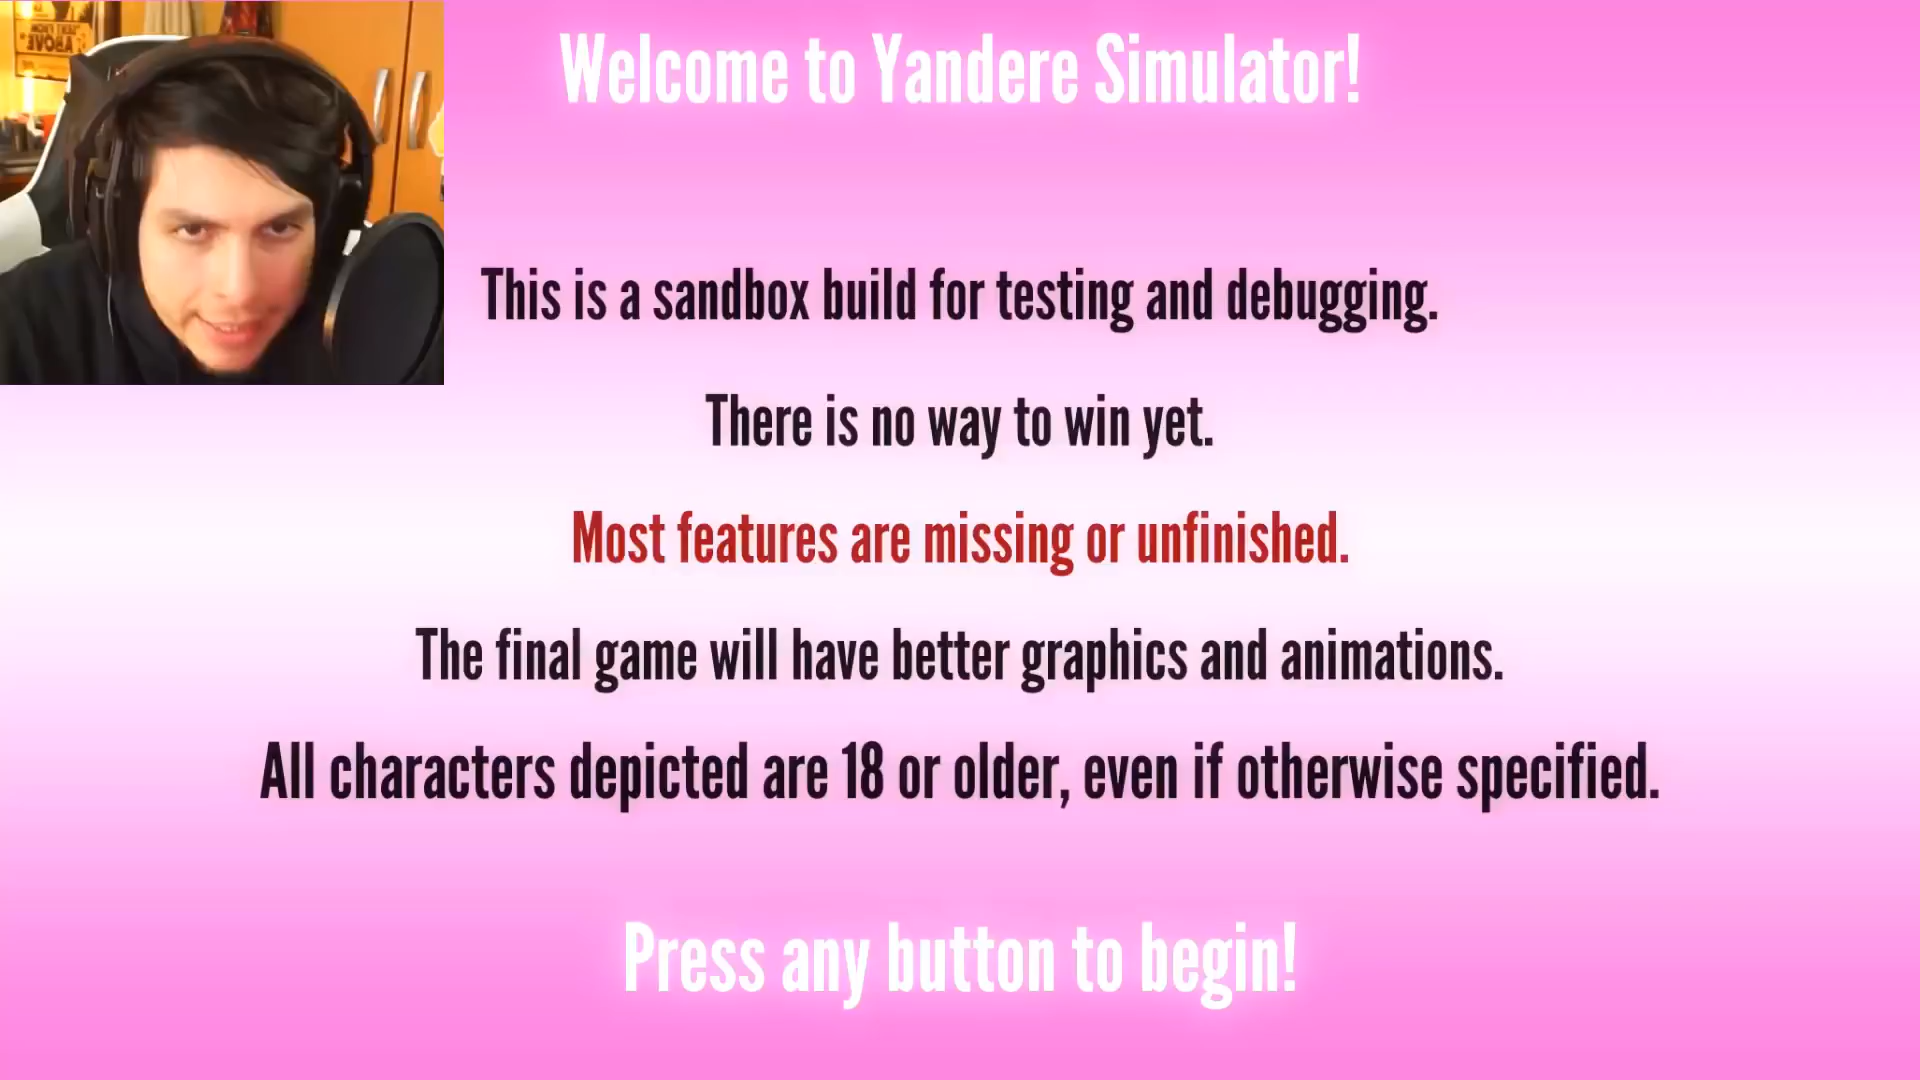 Welcome to Yandere Simulator!
This is a sandbox build for testing and debugging.
There is no way to win yet.
Most features are missing or unfinished.
The final game will have better graphics and animations.
All characters depicted are 18 or older, even if otherwise specified.
Press any button to begin!